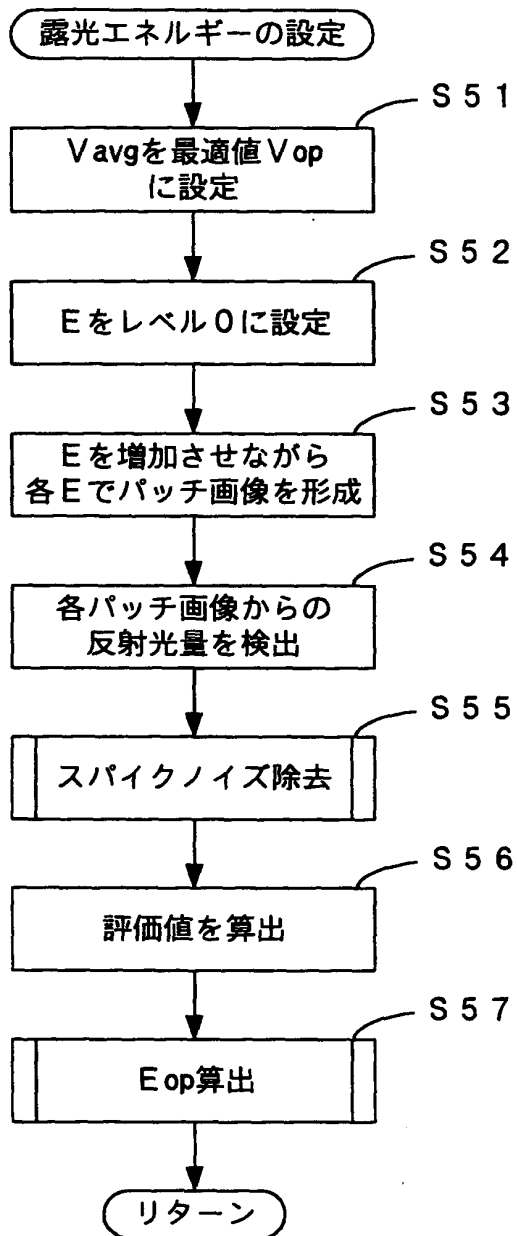 露光エネルギーの設定
S51
Vavgを最適値Vop
に設定
S52
Eをレベル0に設定
S53
Eを増加させながら
各Eでパッチ画像を形成
S54
各パッチ画像からの
反射光量を検出
S55
スパイクノイズ除去
S56
評価値を算出
S57
Eop算出
リターン